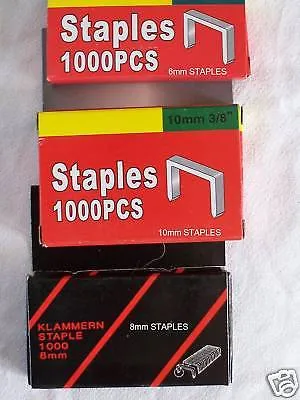 Staples
1000PCS
6mm STAPLES
10mm 3/8"
Staples
1000PCS
10mm STAPLES
KLAMMERN
STAPLE
1000
8mm
8mm STAPLES